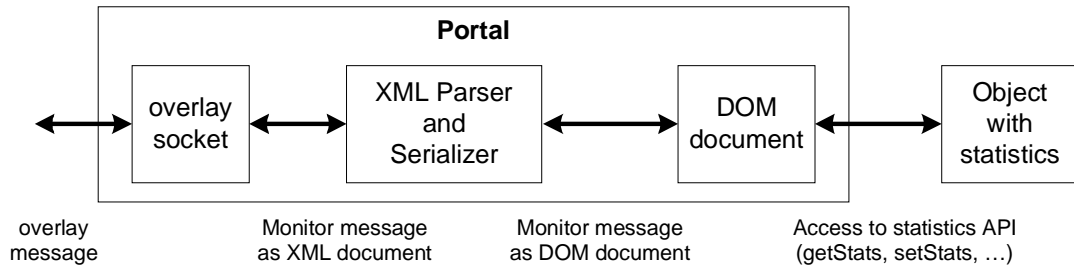 Portal
overlay
socket
XML Parser
and
Serializer
DOM
document
Object
with
statistics
overlay
message
Monitor message
as XML document
Monitor message
as DOM document
Access to statistics API
(getStats, setStats, …)